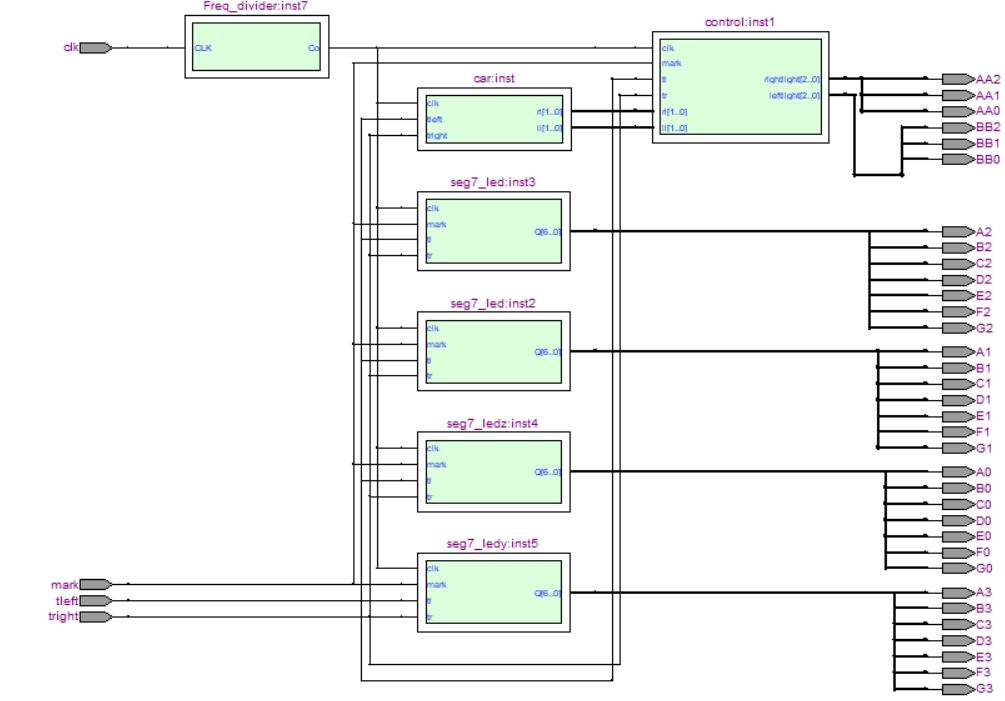 Freq_divider:inst7
clk
CLK
Co
control:inst1
clk
mark
tl
tr
rl[1..0]
ll[1..0]
rightlight[2..0]
leftlight[2..0]
AA2
AA1
AA0
BB2
BB1
BB0
car:inst
clk
tleft
tright
rl[1..0]
ll[1..0]
seg7_led:inst3
clk
mark
tl
tr
Q[6..0]
A2
B2
C2
D2
E2
F2
G2
seg7_led:inst2
clk
mark
tl
tr
Q[6..0]
A1
B1
C1
D1
E1
F1
G1
seg7_ledz:inst4
clk
mark
tl
tr
Q[6..0]
A0
B0
C0
D0
E0
F0
G0
seg7_ledy:inst5
clk
mark
tl
tr
Q[6..0]
mark
tleft
tright
A3
B3
C3
D3
E3
F3
G3